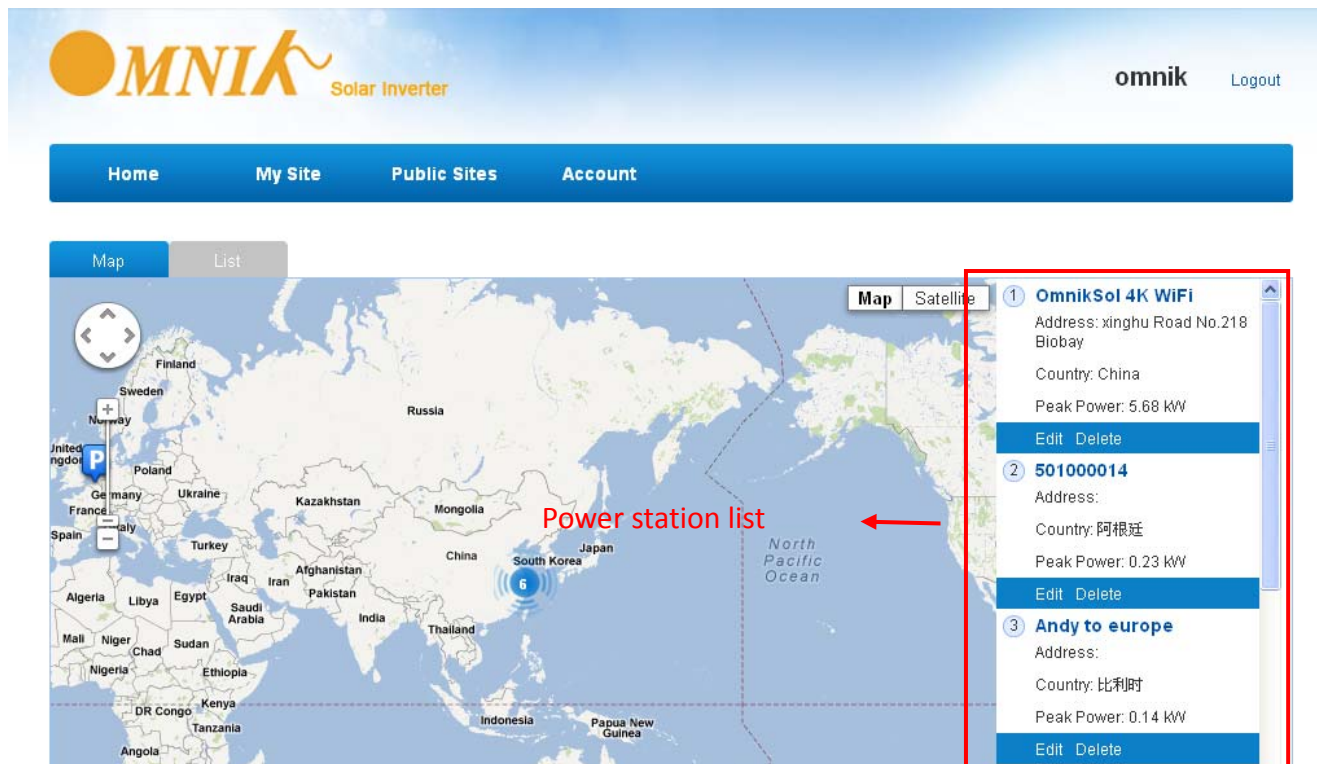 OMNIK Solar Inverter
omnik Logout
Home My Site Public Sites Account
Map List
Map Satellite
Finland
Sweden
Norway
Russia
United
P
Poland
Germany
Ukraine
France
Kazakhstan
Mongolia
Spain
Italy
Turkey
China
South Korea
Japan
North
Pacific
Ocean
Afghanistan
Iraq
Iran
Pakistan
6
Algeria
Libya
Egypt
Saudi
Arabia
India
Thailand
Mali
Niger
Chad
Sudan
Nigeria
Ethiopia
DR Congo
Kenya
Tanzania
Indonesia
Papua New
Guinea
Angola
Power station list
1 OmnikSol 4K WiFi
Address: xinghu Road No.218
Biobay
Country: China
Peak Power: 5.68 kW
Edit Delete
2 501000014
Address:
Country: 阿根廷
Peak Power: 0.23 kW
Edit Delete
3 Andy to europe
Address:
Country: 比利时
Peak Power: 0.14 kW
Edit Delete